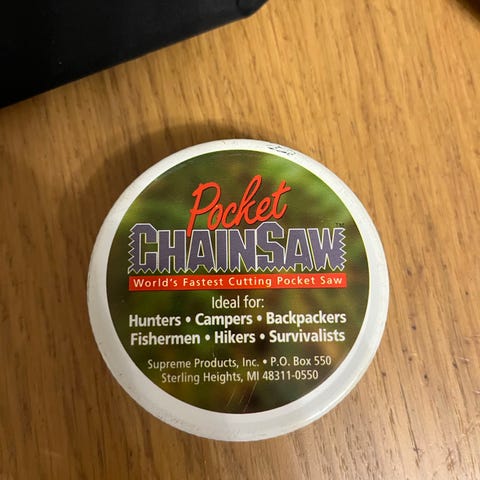 Pocket
CHAINSAW™
World's Fastest Cutting Pocket Saw
Ideal for:
Hunters • Campers • Backpackers
Fishermen • Hikers • Survivalists
Supreme Products, Inc. • P.O. Box 550
Sterling Heights, MI 48311-0550